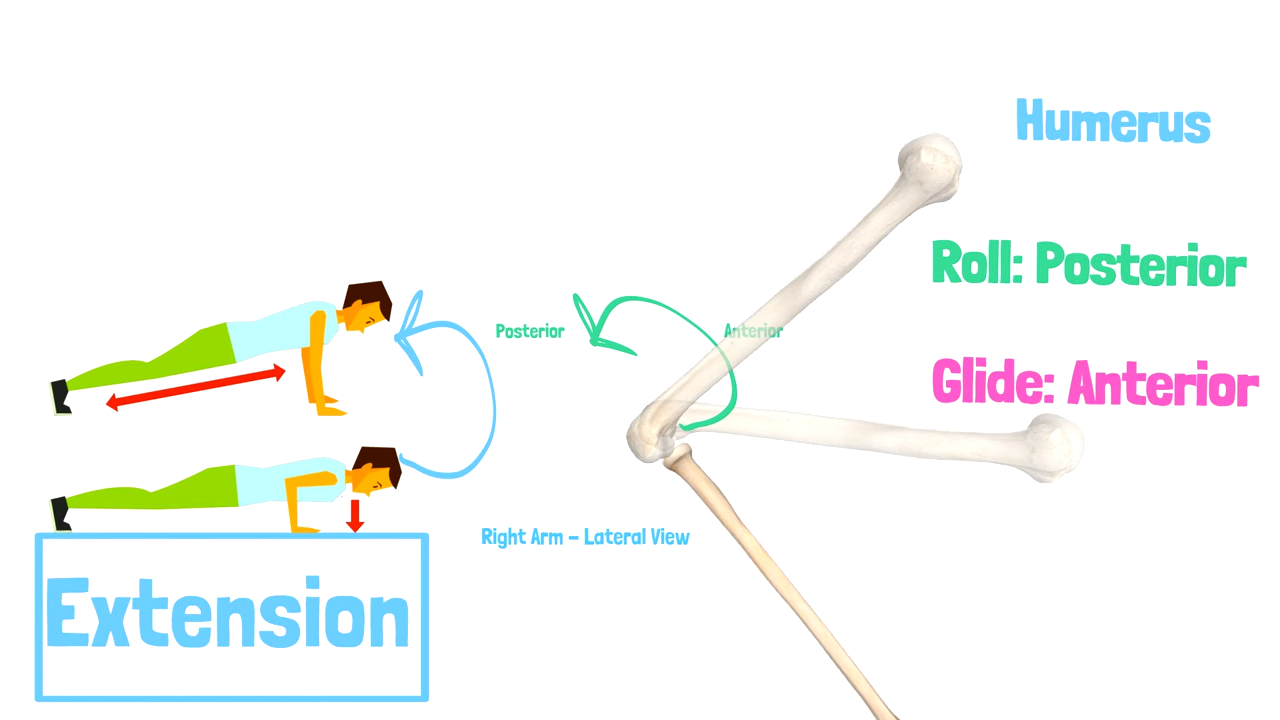 Humerus
Roll: Posterior
Posterior
Anterior
Glide: Anterior
Right Arm - Lateral View
Extension